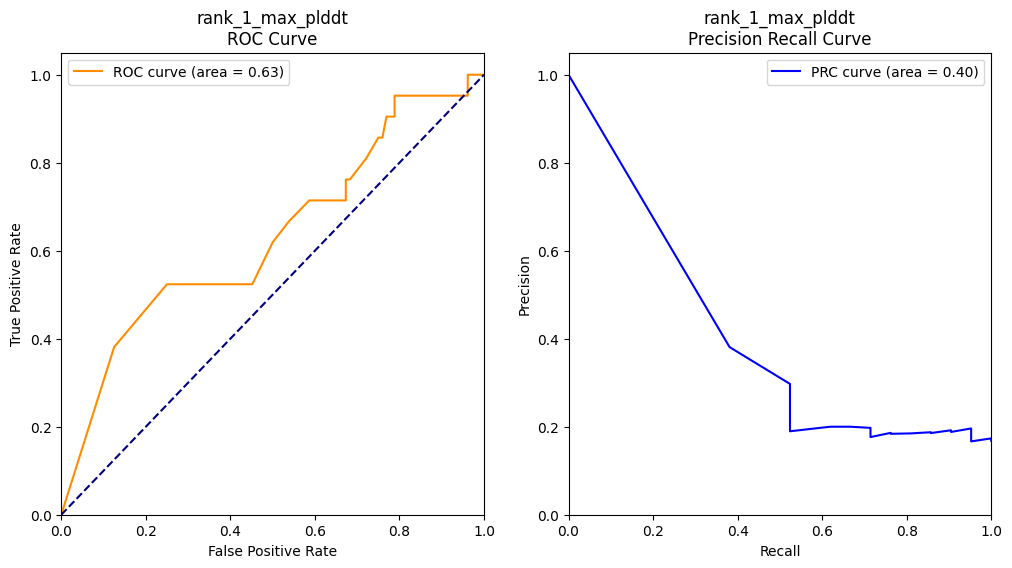 rank_1_max_plddt
ROC Curve
ROC curve (area = 0.63)
1.0
0.8
0.6
0.4
0.2
0.0
True Positive Rate
0.0 0.2 0.4 0.6 0.8 1.0
False Positive Rate
rank_1_max_plddt
Precision Recall Curve
PRC curve (area = 0.40)
1.0
0.8
0.6
0.4
0.2
0.0
Precision
0.0 0.2 0.4 0.6 0.8 1.0
Recall